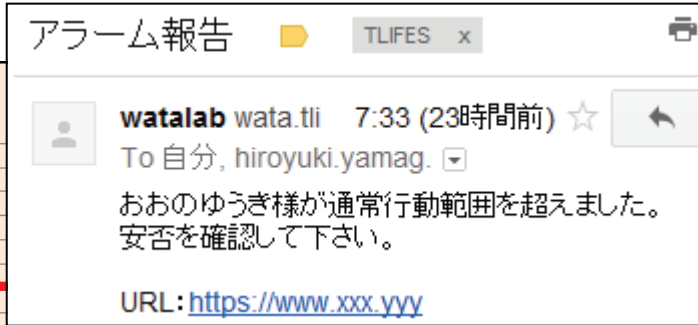 アラーム報告 TLIFES x
watalab wata.tli 7:33 (23時間前)
To 自分, hiroyuki.yamag.
おおのゆうき様が通常行動範囲を超えました。
安否を確認して下さい。
URL:https://www.xxx.yyy